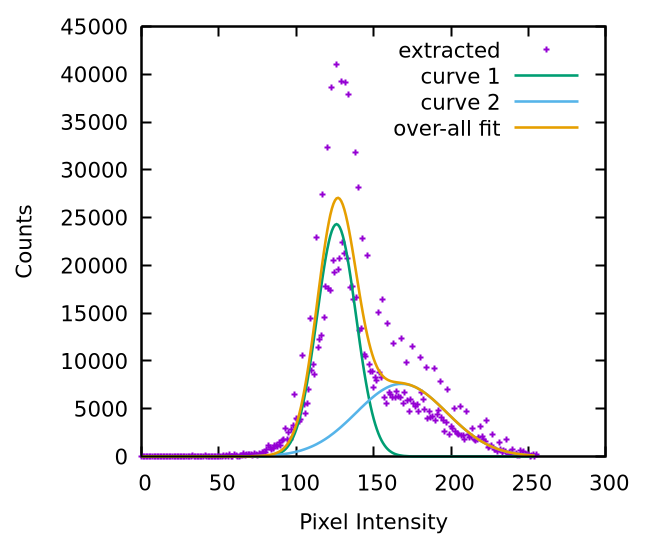 45000
40000
35000
30000
25000
20000
15000
10000
5000
0
extracted
curve 1
curve 2
over-all fit
Counts
0 50 100 150 200 250 300
Pixel Intensity